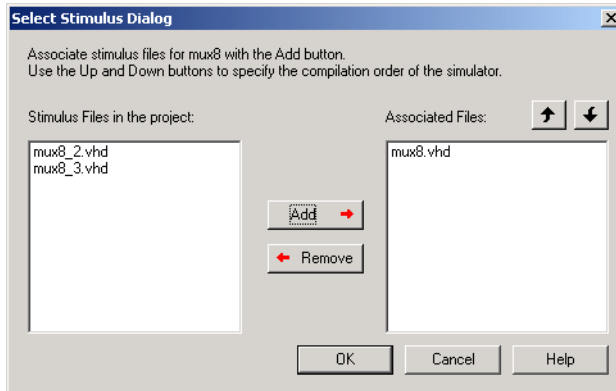 Select Stimulus Dialog
Associate stimulus files for mux8 with the Add button.
Use the Up and Down buttons to specify the compilation order of the simulator.
Stimulus Files in the project:
Associated Files:
mux8_2.vhd
mux8_3.vhd
mux8.vhd
Add
Remove
OK
Cancel
Help